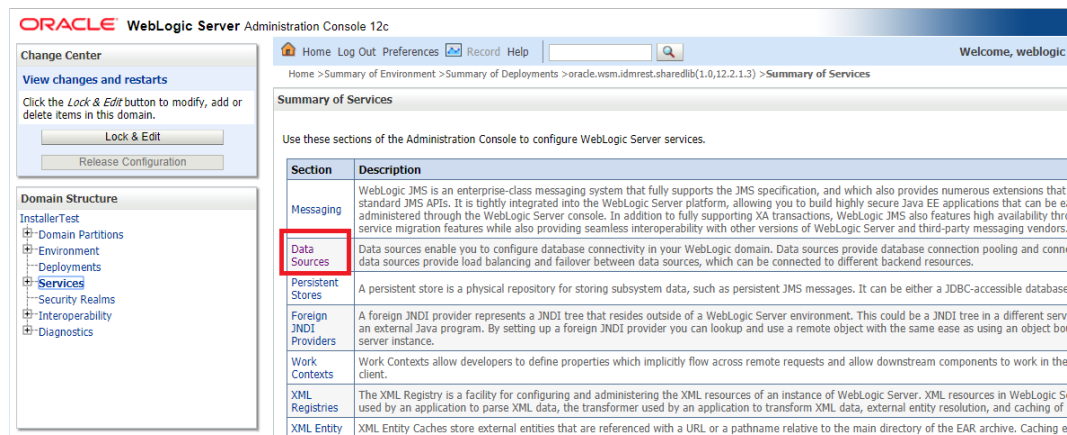 ORACLE WebLogic Server Administration Console 12c
Change Center
View changes and restarts
Click the Lock & Edit button to modify, add or
delete items in this domain.
Lock & Edit
Release Configuration
Domain Structure
InstallerTest
Domain Partitions
Environment
Deployments
Services
Security Realms
Interoperability
Diagnostics
Home Log Out Preferences Record Help
Welcome, weblogic
Home >Summary of Environment >Summary of Deployments >oracle.wsm.idmrest.sharedlib(1.0,12.2.1.3) >Summary of Services
Summary of Services
Use these sections of the Administration Console to configure WebLogic Server services.
Section Description
Messaging
WebLogic JMS is an enterprise-class messaging system that fully supports the JMS specification, and which also provides numerous extensions that
standard JMS APIs. It is tightly integrated into the WebLogic Server platform, allowing you to build highly secure Java EE applications that can be ea
administered through the WebLogic Server console. In addition to fully supporting XA transactions, WebLogic JMS also features high availability thro
service migration features while also providing seamless interoperability with other versions of WebLogic Server and third-party messaging vendors.
Data
Sources
Data sources enable you to configure database connectivity in your WebLogic domain. Data sources provide database connection pooling and conne
data sources provide load balancing and failover between data sources, which can be connected to different backend resources.
Persistent
Stores
A persistent store is a physical repository for storing subsystem data, such as persistent JMS messages. It can be either a JDBC-accessible database
Foreign
JNDI
Providers
A foreign JNDI provider represents a JNDI tree that resides outside of a WebLogic Server environment. This could be a JNDI tree in a different serv
an external Java program. By setting up a foreign JNDI provider you can lookup and use a remote object with the same ease as using an object bou
server instance.
Work
Contexts
Work Contexts allow developers to define properties which implicitly flow across remote requests and allow downstream components to work in the
client.
XML
Registries
The XML Registry is a facility for configuring and administering the XML resources of an instance of WebLogic Server. XML resources in WebLogic S
used by an application to parse XML data, the transformer used by an application to transform XML data, external entity resolution, and caching of
XML Entity
XML Entity Caches store external entities that are referenced with a URL or a pathname relative to the main directory of the EAR archive. Caching e